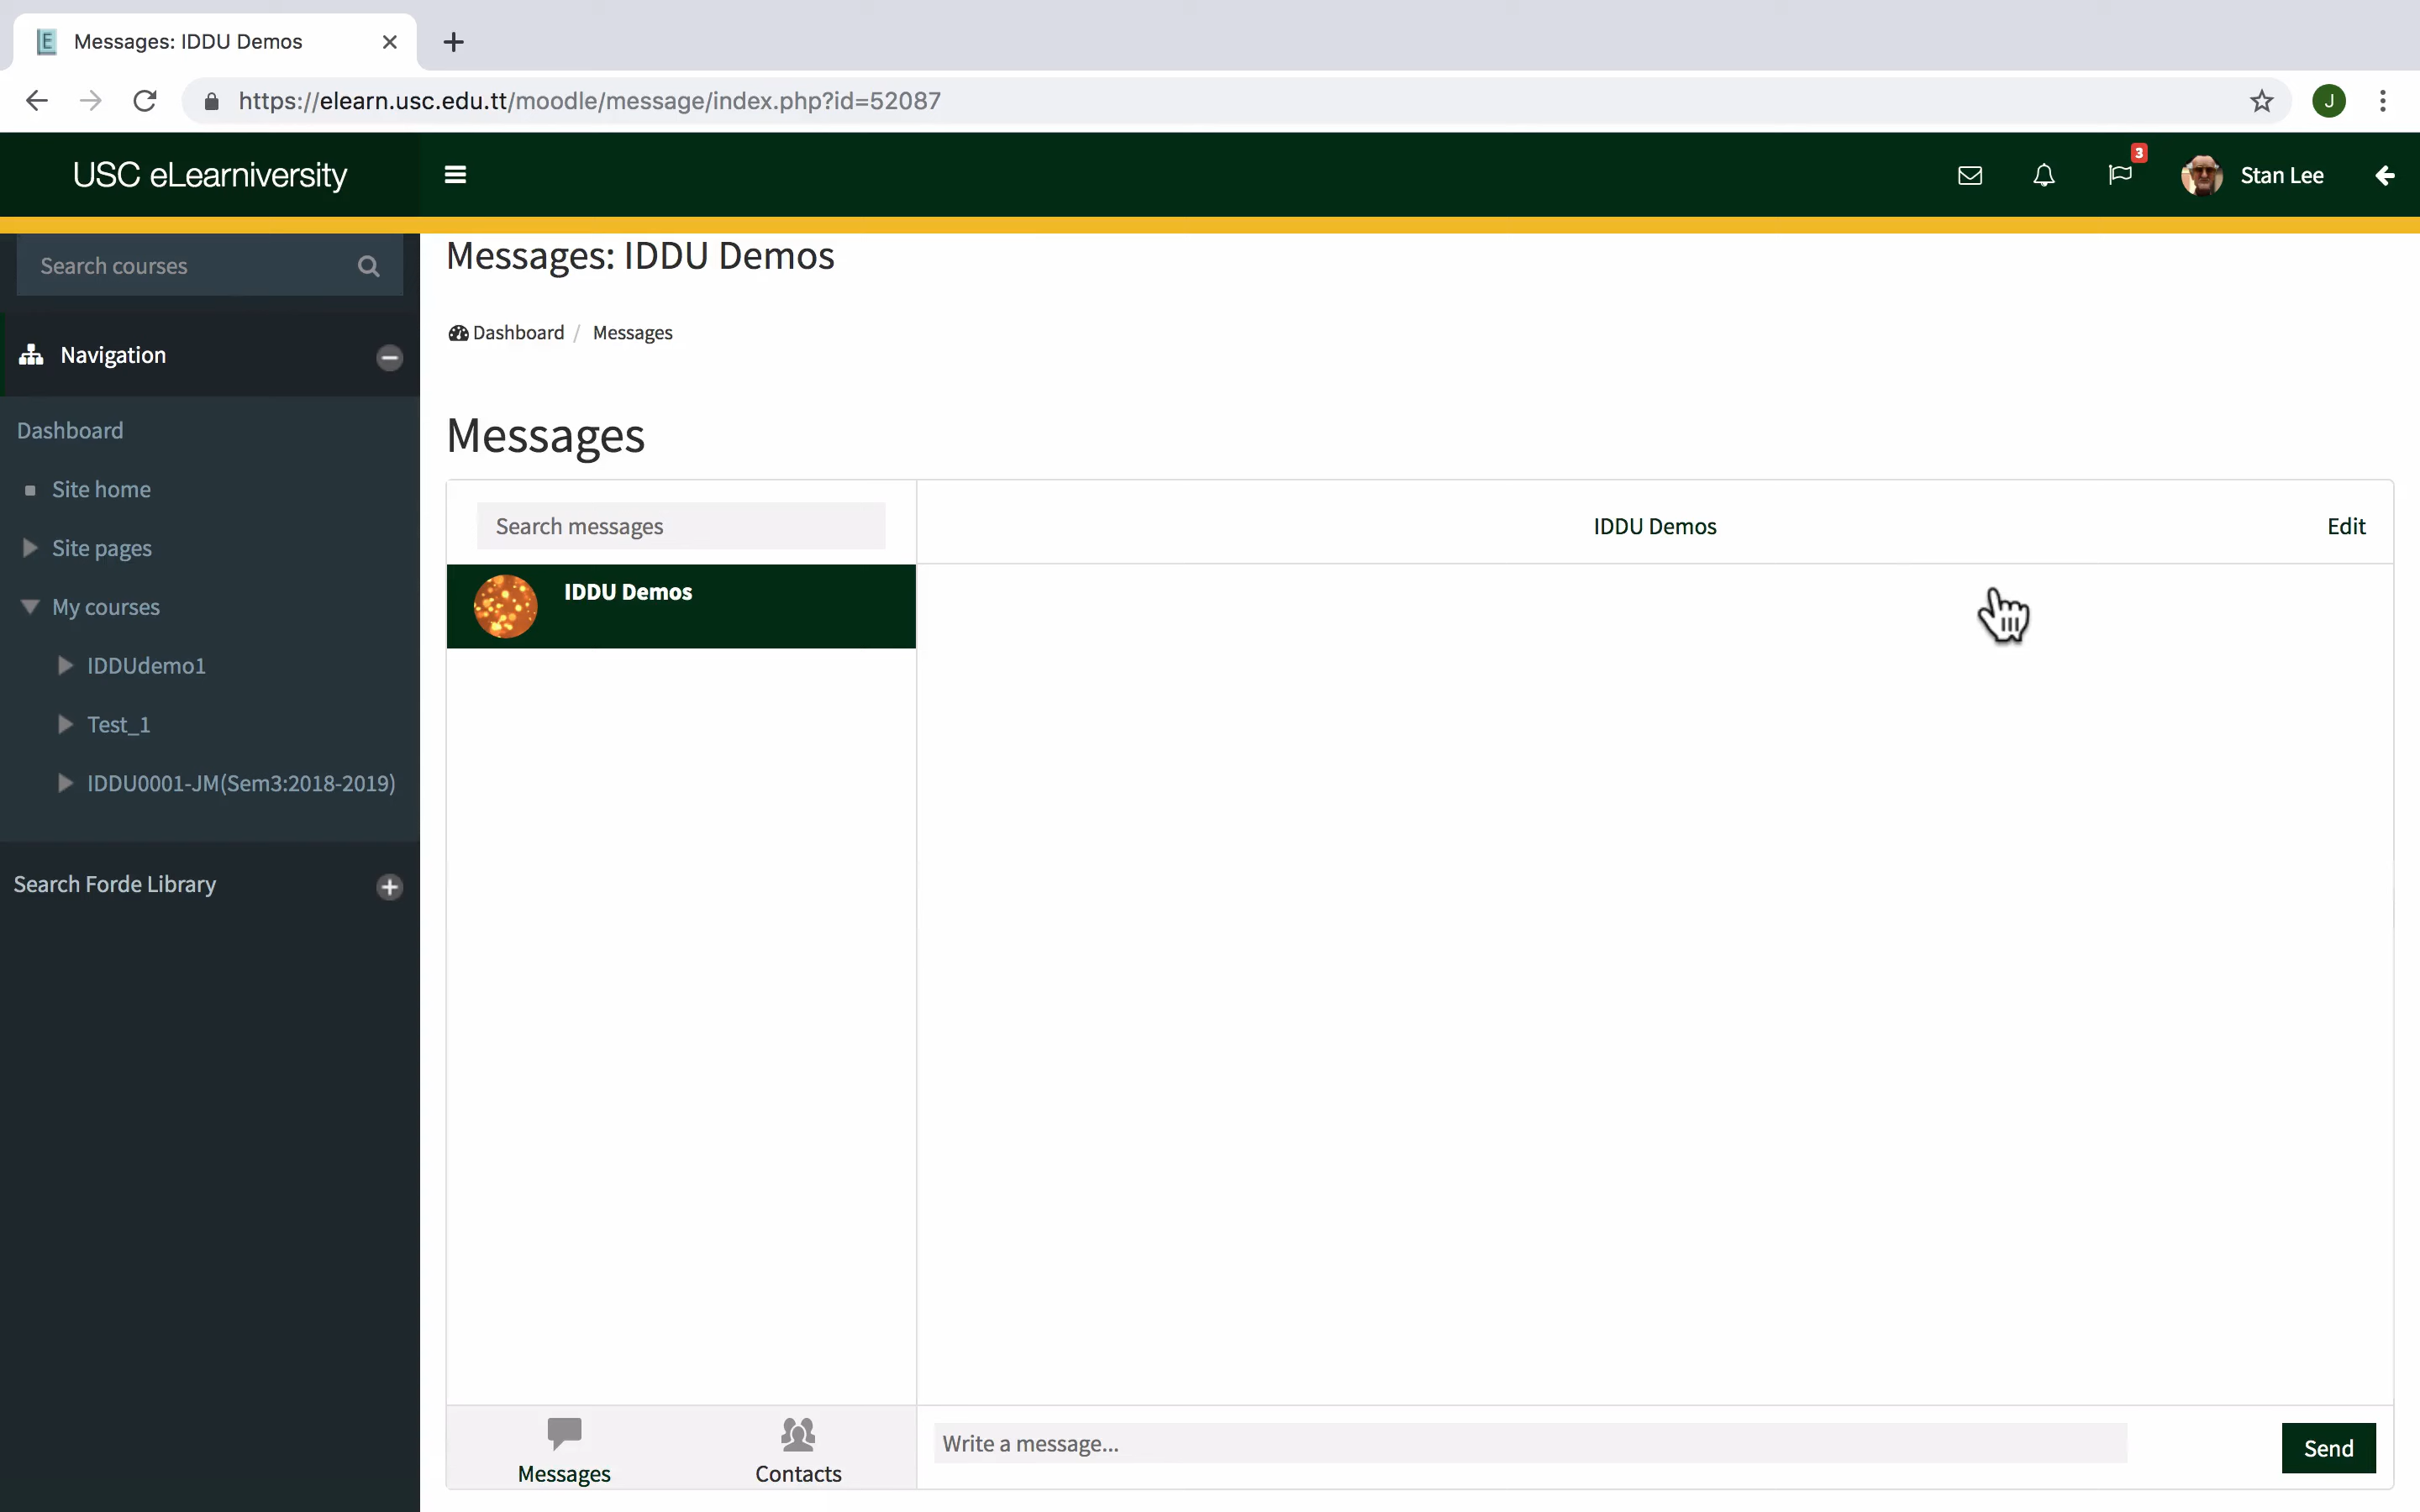 E
Messages: IDDU Demos
https://elearn.usc.edu.tt/moodle/message/index.php?id=52087
J
USC eLearniversity
3
Stan Lee
Search courses
Messages: IDDU Demos
Dashboard / Messages
Navigation
Messages
Dashboard
Site home
Site pages
My courses
IDDUdemo1
Test_1
IDDU0001-JM(Sem3:2018-2019)
Search Forde Library
Search messages
IDDU Demos
Edit
IDDU Demos
Messages
Contacts
Write a message...
Send